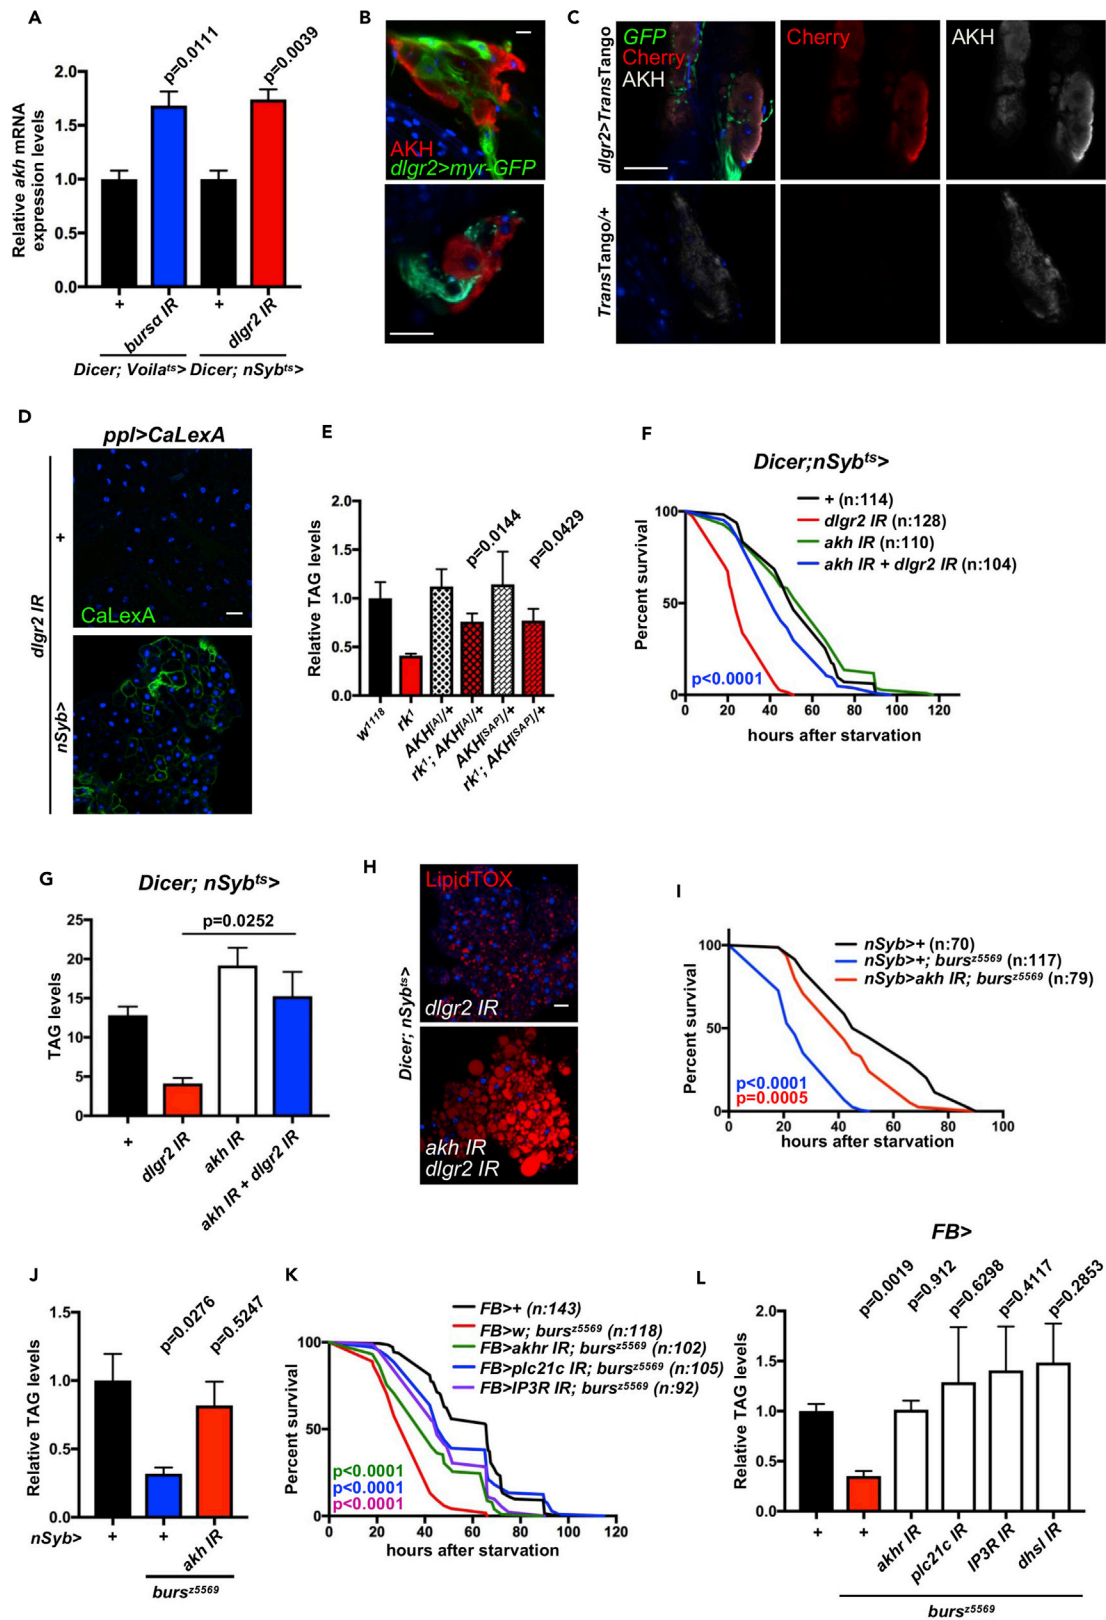 A
Relative akh mRNA
expression levels
2.0
1.5
1.0
0.5
0.0
p=0.0111
p=0.0039
+
bursα IR
+
dlgr2 IR
Dicer; Voilaᵗˢ> Dicer; nSybᵗˢ>
B
AKH
dlgr2>myr-GFP
C
dlgr2>TransTango
GFP
Cherry
AKH
Cherry
AKH
TransTango/+
D
ppl>CaLexA
dlgr2 IR
+
CaLexA
nSyb>
E
Relative TAG levels
2.0
1.5
1.0
0.5
0.0
p=0.0144
p=0.0429
w¹¹¹⁸
rk¹
AKH[A]/+
rk¹; AKH[A]/+
AKH[SAP]/+
rk¹; AKH[SAP]/+
F
Dicer;nSybᵗˢ>
+ (n:114)
dlgr2 IR (n:128)
akh IR (n:110)
akh IR + dlgr2 IR (n:104)
Percent survival
100
50
0
p<0.0001
0 20 40 60 80 100 120
hours after starvation
G
Dicer; nSybᵗˢ>
p=0.0252
TAG levels
25
20
15
10
5
0
+
dlgr2 IR
akh IR
akh IR + dlgr2 IR
H
Dicer; nSybᵗˢ>
LipidTOX
dlgr2 IR
akh IR
dlgr2 IR
I
nSyb>+ (n:70)
nSyb>+; bursᶻ⁵⁵⁶⁹ (n:117)
nSyb>akh IR; bursᶻ⁵⁵⁶⁹ (n:79)
Percent survival
100
50
0
p<0.0001
p=0.0005
0 20 40 60 80 100
hours after starvation
J
Relative TAG levels
1.5
1.0
0.5
0.0
p=0.0276
p=0.5247
nSyb>
+
+
akh IR
bursᶻ⁵⁵⁶⁹
K
FB>+ (n:143)
FB>w; bursᶻ⁵⁵⁶⁹ (n:118)
FB>akhr IR; bursᶻ⁵⁵⁶⁹ (n:102)
FB>plc21c IR; bursᶻ⁵⁵⁶⁹ (n:105)
FB>IP3R IR; bursᶻ⁵⁵⁶⁹ (n:92)
Percent survival
100
50
0
p<0.0001
p<0.0001
p<0.0001
0 20 40 60 80 100 120
hours after starvation
L
FB>
Relative TAG levels
2.0
1.5
1.0
0.5
0.0
p=0.0019
p=0.912
p=0.6298
p=0.4117
p=0.2853
+
+
akhr IR
plc21c IR
IP3R IR
dhsl IR
bursᶻ⁵⁵⁶⁹